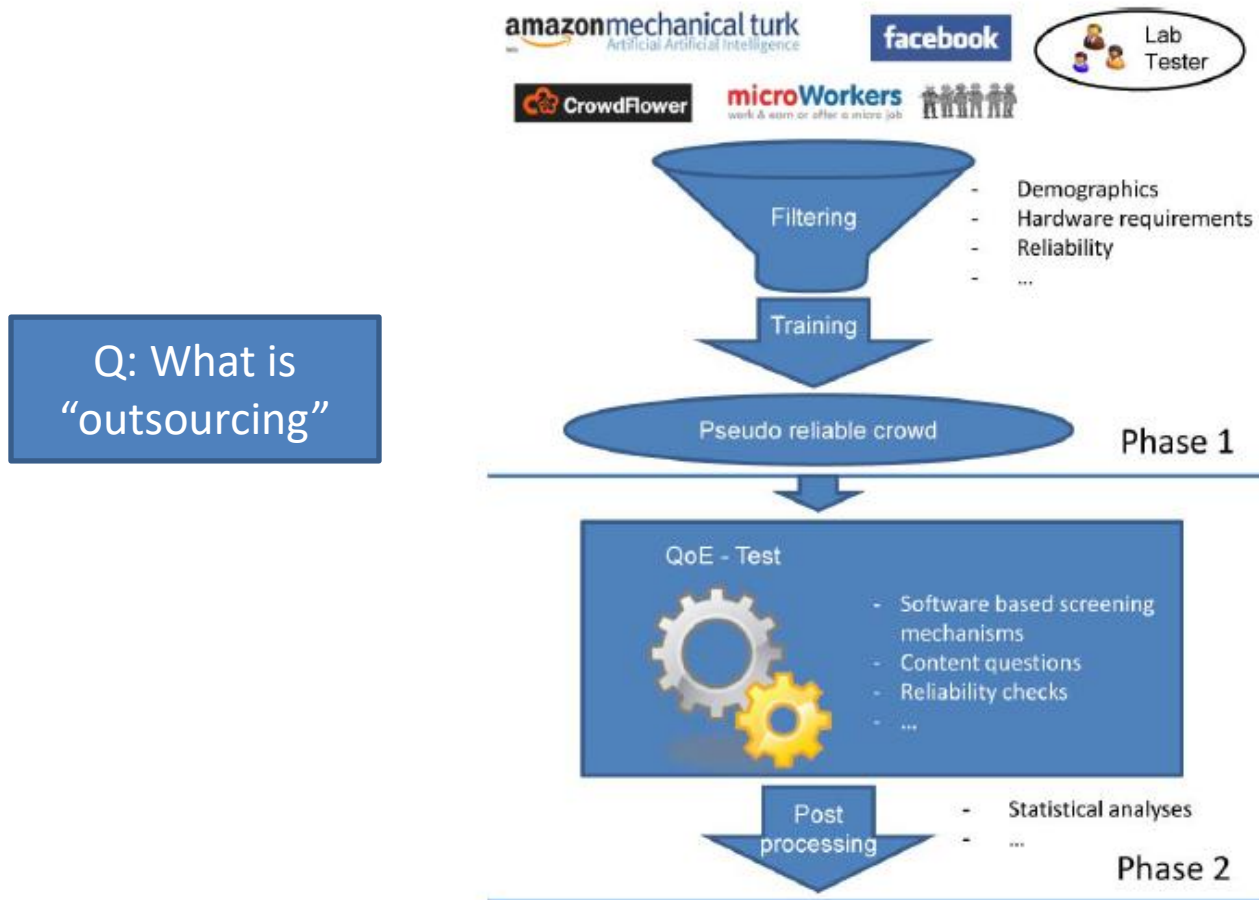 amazonmechanical turk
Artificial Artificial Intelligence
facebook
Lab
Tester
CrowdFlower
microWorkers
work & earn or offer a micro job
Filtering
- Demographics
- Hardware requirements
- Reliability
- ...
Training
Q: What is
“outsourcing”
Pseudo reliable crowd
Phase 1
QoE - Test
- Software based screening
mechanisms
- Content questions
- Reliability checks
- ...
Post
processing
- Statistical analyses
- ...
Phase 2